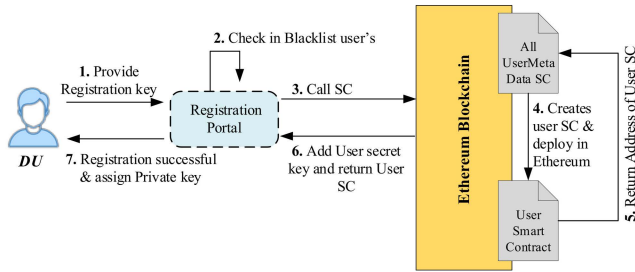 2. Check in Blacklist user's
1. Provide
Registration key
DU
Registration
Portal
7. Registration successful
& assign Private key
3. Call SC
6. Add User secret
key and return User
SC
Ethereum Blockchain
All
UserMeta
Data SC
4. Creates
user SC &
deploy in
Ethereum
User
Smart
Contract
5. Return Address of User SC